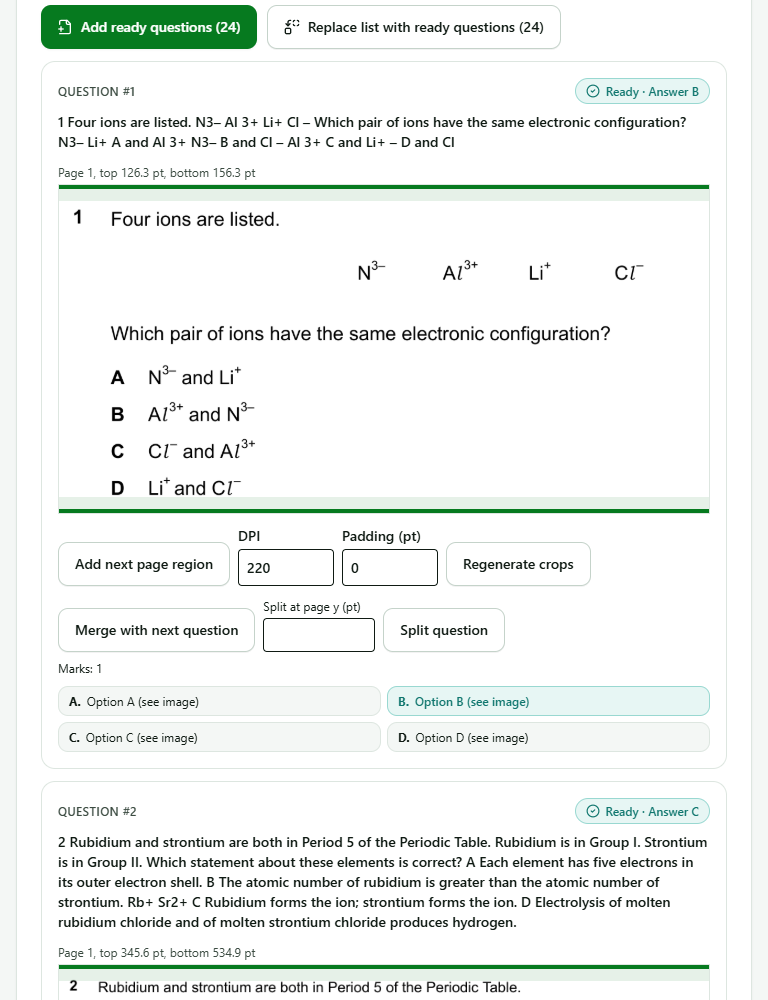 Add ready questions (24)
Replace list with ready questions (24)
QUESTION #1
Ready · Answer B
1 Four ions are listed. N3– Al 3+ Li+ Cl – Which pair of ions have the same electronic configuration?
N3– Li+ A and Al 3+ N3– B and Cl – Al 3+ C and Li+ – D and Cl
Page 1, top 126.3 pt, bottom 156.3 pt
1 Four ions are listed.
N³⁻ Al³⁺ Li⁺ Cl⁻
Which pair of ions have the same electronic configuration?
A N³⁻ and Li⁺
B Al³⁺ and N³⁻
C Cl⁻ and Al³⁺
D Li⁺ and Cl⁻
DPI
Padding (pt)
Add next page region
220
0
Regenerate crops
Split at page y (pt)
Merge with next question
Split question
Marks: 1
A. Option A (see image)
B. Option B (see image)
C. Option C (see image)
D. Option D (see image)
QUESTION #2
Ready · Answer C
2 Rubidium and strontium are both in Period 5 of the Periodic Table. Rubidium is in Group I. Strontium
is in Group II. Which statement about these elements is correct? A Each element has five electrons in
its outer electron shell. B The atomic number of rubidium is greater than the atomic number of
strontium. Rb+ Sr2+ C Rubidium forms the ion; strontium forms the ion. D Electrolysis of molten
rubidium chloride and of molten strontium chloride produces hydrogen.
Page 1, top 345.6 pt, bottom 534.9 pt
2 Rubidium and strontium are both in Period 5 of the Periodic Table.